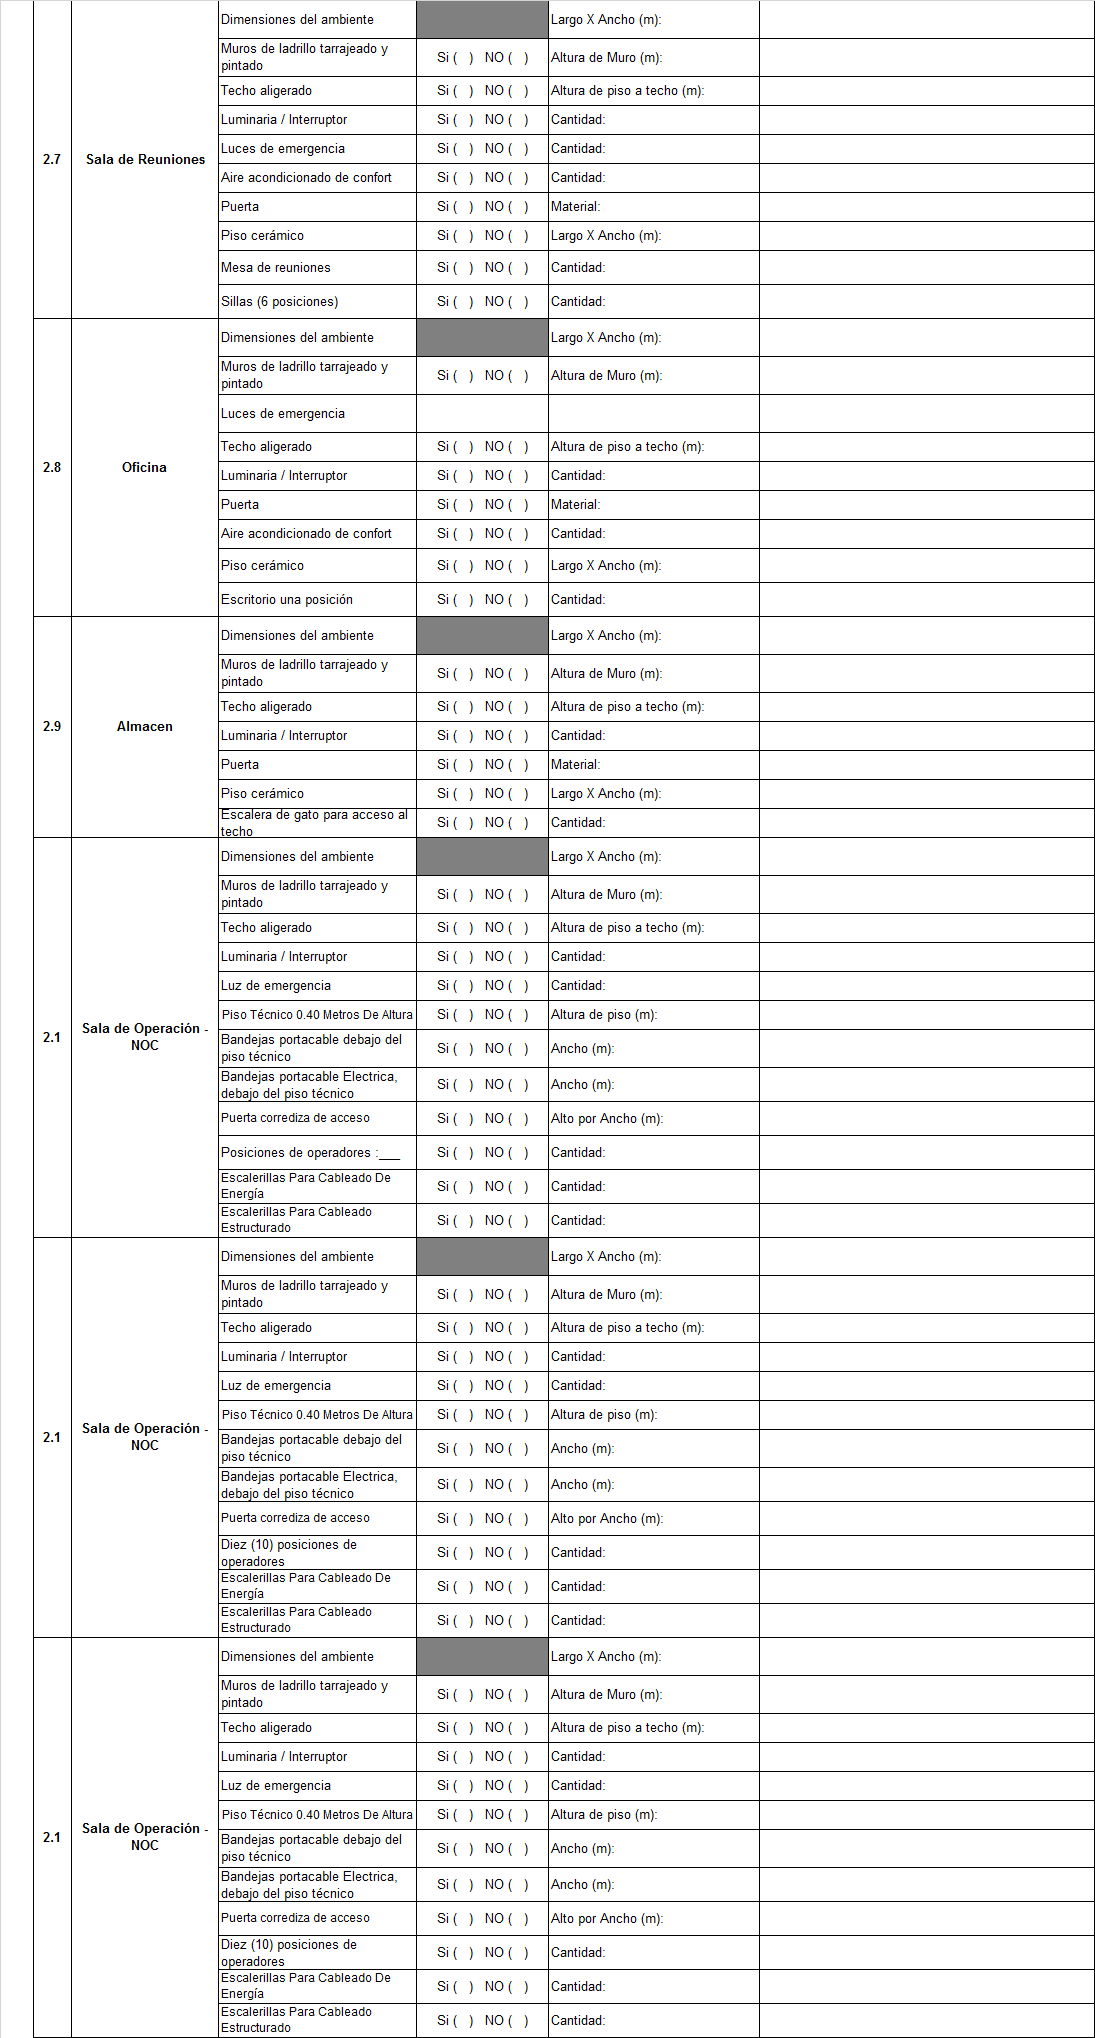 Dimensiones del ambiente Largo X Ancho (m):
Muros de ladrillo tarrajeado y
pintado Si ( ) NO ( ) Altura de Muro (m):
Techo aligerado Si ( ) NO ( ) Altura de piso a techo (m):
Luminaria / Interruptor Si ( ) NO ( ) Cantidad:
Luces de emergencia Si ( ) NO ( ) Cantidad:
2.7 Sala de Reuniones
Aire acondicionado de confort Si ( ) NO ( ) Cantidad:
Puerta Si ( ) NO ( ) Material:
Piso cerámico Si ( ) NO ( ) Largo X Ancho (m):
Mesa de reuniones Si ( ) NO ( ) Cantidad:
Sillas (6 posiciones) Si ( ) NO ( ) Cantidad:
Dimensiones del ambiente Largo X Ancho (m):
Muros de ladrillo tarrajeado y
pintado Si ( ) NO ( ) Altura de Muro (m):
Luces de emergencia
Techo aligerado Si ( ) NO ( ) Altura de piso a techo (m):
2.8 Oficina
Luminaria / Interruptor Si ( ) NO ( ) Cantidad:
Puerta Si ( ) NO ( ) Material:
Aire acondicionado de confort Si ( ) NO ( ) Cantidad:
Piso cerámico Si ( ) NO ( ) Largo X Ancho (m):
Escritorio una posición Si ( ) NO ( ) Cantidad:
Dimensiones del ambiente Largo X Ancho (m):
Muros de ladrillo tarrajeado y
pintado Si ( ) NO ( ) Altura de Muro (m):
Techo aligerado Si ( ) NO ( ) Altura de piso a techo (m):
2.9 Almacen
Luminaria / Interruptor Si ( ) NO ( ) Cantidad:
Puerta Si ( ) NO ( ) Material:
Piso cerámico Si ( ) NO ( ) Largo X Ancho (m):
Escalera de gato para acceso al
techo Si ( ) NO ( ) Cantidad:
Dimensiones del ambiente Largo X Ancho (m):
Muros de ladrillo tarrajeado y
pintado Si ( ) NO ( ) Altura de Muro (m):
Techo aligerado Si ( ) NO ( ) Altura de piso a techo (m):
Luminaria / Interruptor Si ( ) NO ( ) Cantidad:
Luz de emergencia Si ( ) NO ( ) Cantidad:
Piso Técnico 0.40 Metros De Altura Si ( ) NO ( ) Altura de piso (m):
2.1 Sala de Operación -
NOC
Bandejas portacable debajo del
piso técnico Si ( ) NO ( ) Ancho (m):
Bandejas portacable Electrica,
debajo del piso técnico Si ( ) NO ( ) Ancho (m):
Puerta corrediza de acceso Si ( ) NO ( ) Alto por Ancho (m):
Posiciones de operadores :___ Si ( ) NO ( ) Cantidad:
Escalerillas Para Cableado De
Energía Si ( ) NO ( ) Cantidad:
Escalerillas Para Cableado
Estructurado Si ( ) NO ( ) Cantidad:
Dimensiones del ambiente Largo X Ancho (m):
Muros de ladrillo tarrajeado y
pintado Si ( ) NO ( ) Altura de Muro (m):
Techo aligerado Si ( ) NO ( ) Altura de piso a techo (m):
Luminaria / Interruptor Si ( ) NO ( ) Cantidad:
Luz de emergencia Si ( ) NO ( ) Cantidad:
Piso Técnico 0.40 Metros De Altura Si ( ) NO ( ) Altura de piso (m):
2.1 Sala de Operación -
NOC
Bandejas portacable debajo del
piso técnico Si ( ) NO ( ) Ancho (m):
Bandejas portacable Electrica,
debajo del piso técnico Si ( ) NO ( ) Ancho (m):
Puerta corrediza de acceso Si ( ) NO ( ) Alto por Ancho (m):
Diez (10) posiciones de
operadores Si ( ) NO ( ) Cantidad:
Escalerillas Para Cableado De
Energía Si ( ) NO ( ) Cantidad:
Escalerillas Para Cableado
Estructurado Si ( ) NO ( ) Cantidad:
Dimensiones del ambiente Largo X Ancho (m):
Muros de ladrillo tarrajeado y
pintado Si ( ) NO ( ) Altura de Muro (m):
Techo aligerado Si ( ) NO ( ) Altura de piso a techo (m):
Luminaria / Interruptor Si ( ) NO ( ) Cantidad:
Luz de emergencia Si ( ) NO ( ) Cantidad:
Piso Técnico 0.40 Metros De Altura Si ( ) NO ( ) Altura de piso (m):
2.1 Sala de Operación -
NOC
Bandejas portacable debajo del
piso técnico Si ( ) NO ( ) Ancho (m):
Bandejas portacable Electrica,
debajo del piso técnico Si ( ) NO ( ) Ancho (m):
Puerta corrediza de acceso Si ( ) NO ( ) Alto por Ancho (m):
Diez (10) posiciones de
operadores Si ( ) NO ( ) Cantidad:
Escalerillas Para Cableado De
Energía Si ( ) NO ( ) Cantidad:
Escalerillas Para Cableado
Estructurado Si ( ) NO ( ) Cantidad: